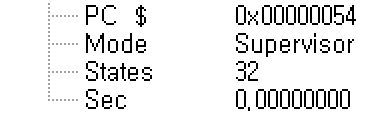 PC $ 0x00000054
Mode Supervisor
States 32
Sec 0,00000000